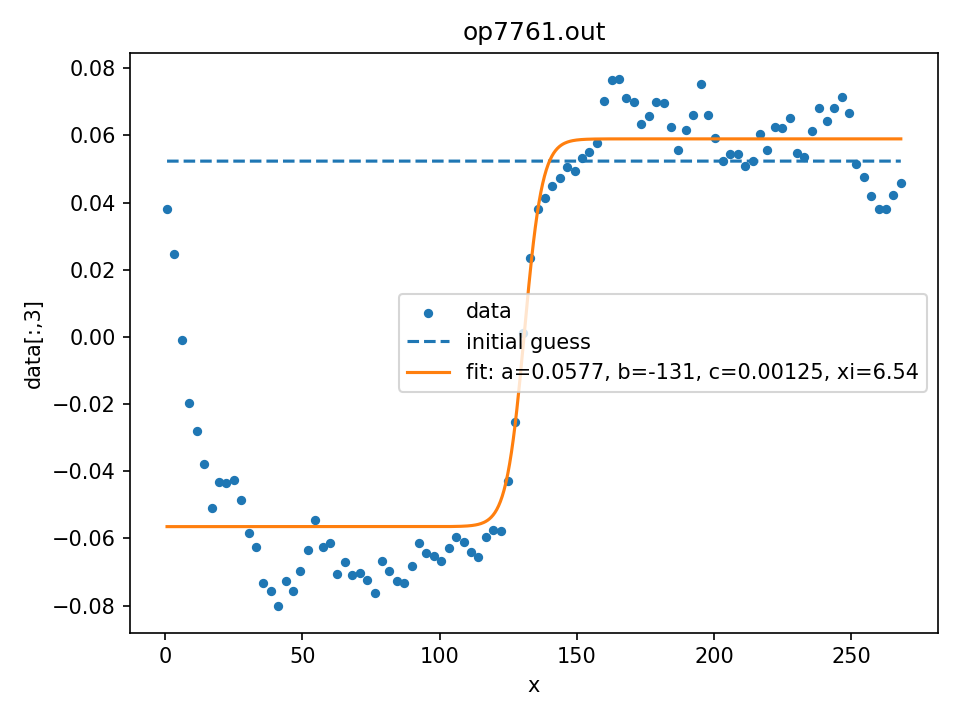 op7761.out
0.08
0.06
0.04
0.02
0.00
−0.02
−0.04
−0.06
−0.08
data[:,3]
data
initial guess
fit: a=0.0577, b=-131, c=0.00125, xi=6.54
0 50 100 150 200 250
x